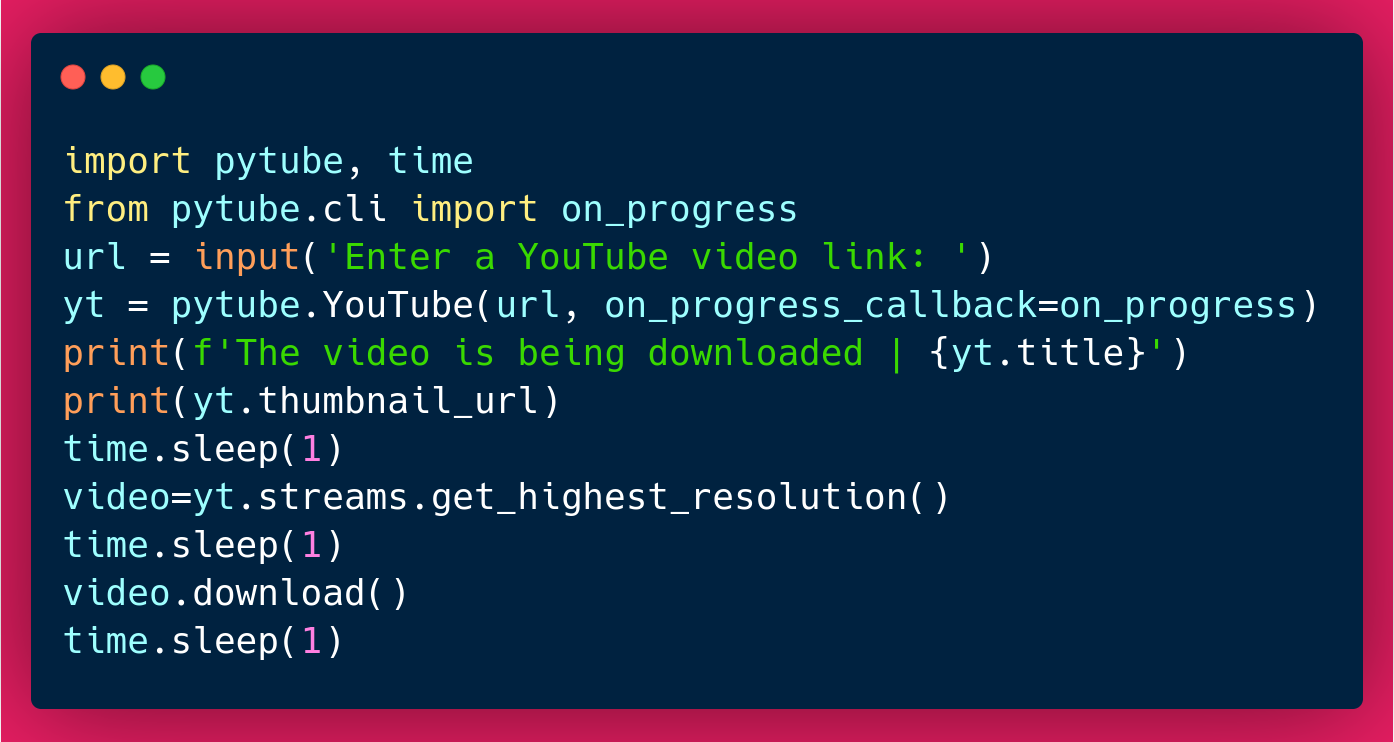 import pytube, time
from pytube.cli import on_progress
url = input('Enter a YouTube video link: ')
yt = pytube.YouTube(url, on_progress_callback=on_progress)
print(f'The video is being downloaded | {yt.title}')
print(yt.thumbnail_url)
time.sleep(1)
video=yt.streams.get_highest_resolution()
time.sleep(1)
video.download()
time.sleep(1)